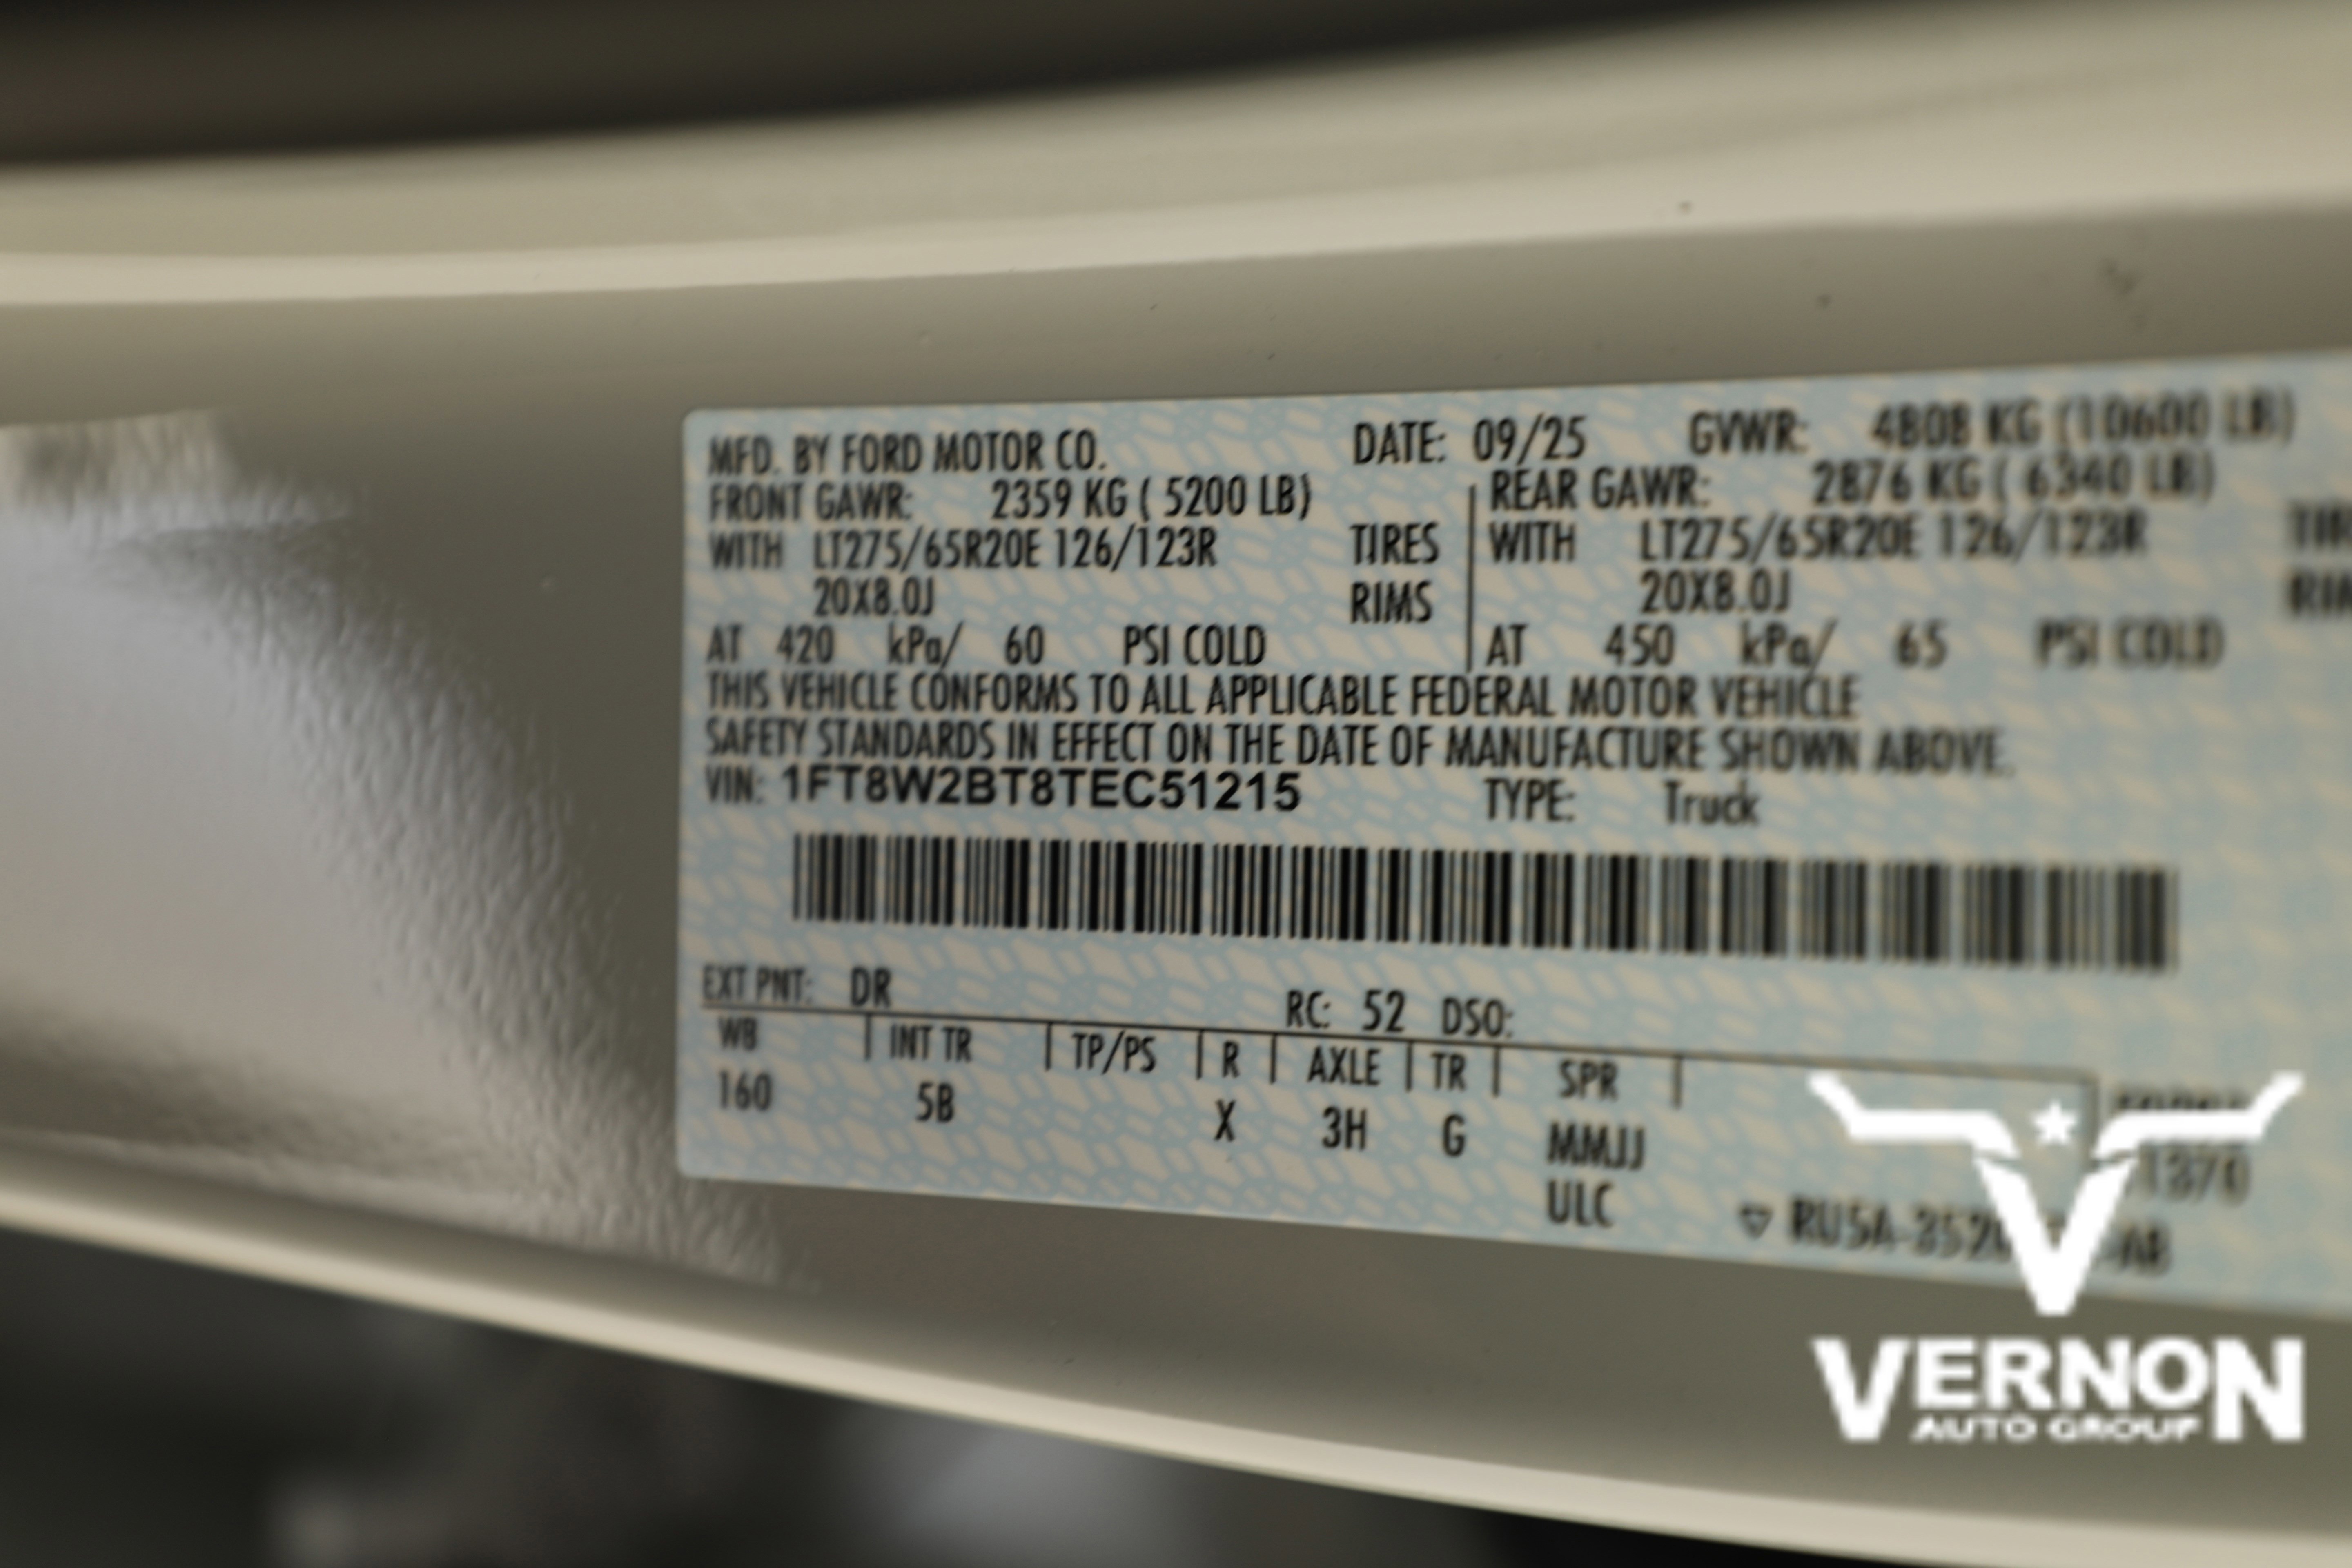 MFD. BY FORD MOTOR CO. DATE: 09/25 GVWR: 4808 KG (10600 LB)
FRONT GAWR: 2359 KG ( 5200 LB) REAR GAWR: 2876 KG ( 6340 LB)
WITH LT275/65R20E 126/123R TIRES WITH LT275/65R20E 126/123R
20X8.0J RIMS 20X8.0J
AT 420 kPa/ 60 PSI COLD AT 450 kPa/ 65 PSI COLD
THIS VEHICLE CONFORMS TO ALL APPLICABLE FEDERAL MOTOR VEHICLE
SAFETY STANDARDS IN EFFECT ON THE DATE OF MANUFACTURE SHOWN ABOVE.
VIN: 1FT8W2BT8TEC51215 TYPE: Truck
EXT PNT: DR RC: 52 DSO:
WB INT TR TP/PS R AXLE TR SPR
160 5B X 3H G MMJJ
ULC
VERNON
AUTO GROUP